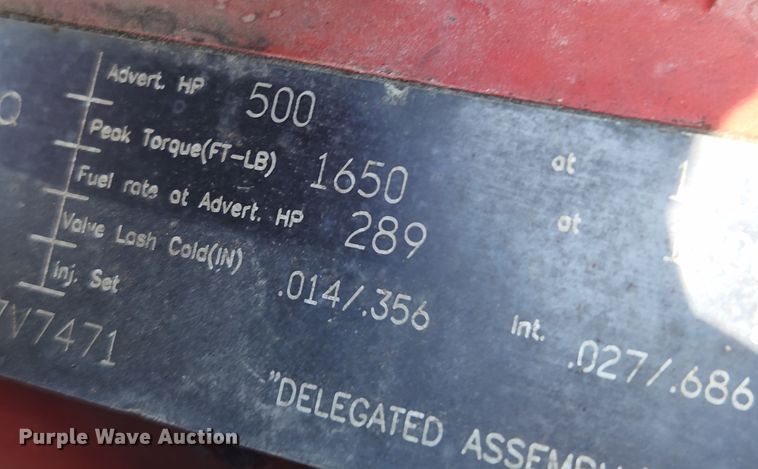 Advert. HP 500
Q
Peak Torque(FT-LB) 1650 at
Fuel rate at Advert. HP 289 at
Valve Lash Cold(IN) .014/.356 Int. .027/.686
Inj. Set
7V7471
"DELEGATED ASSEMB
Purple Wave Auction